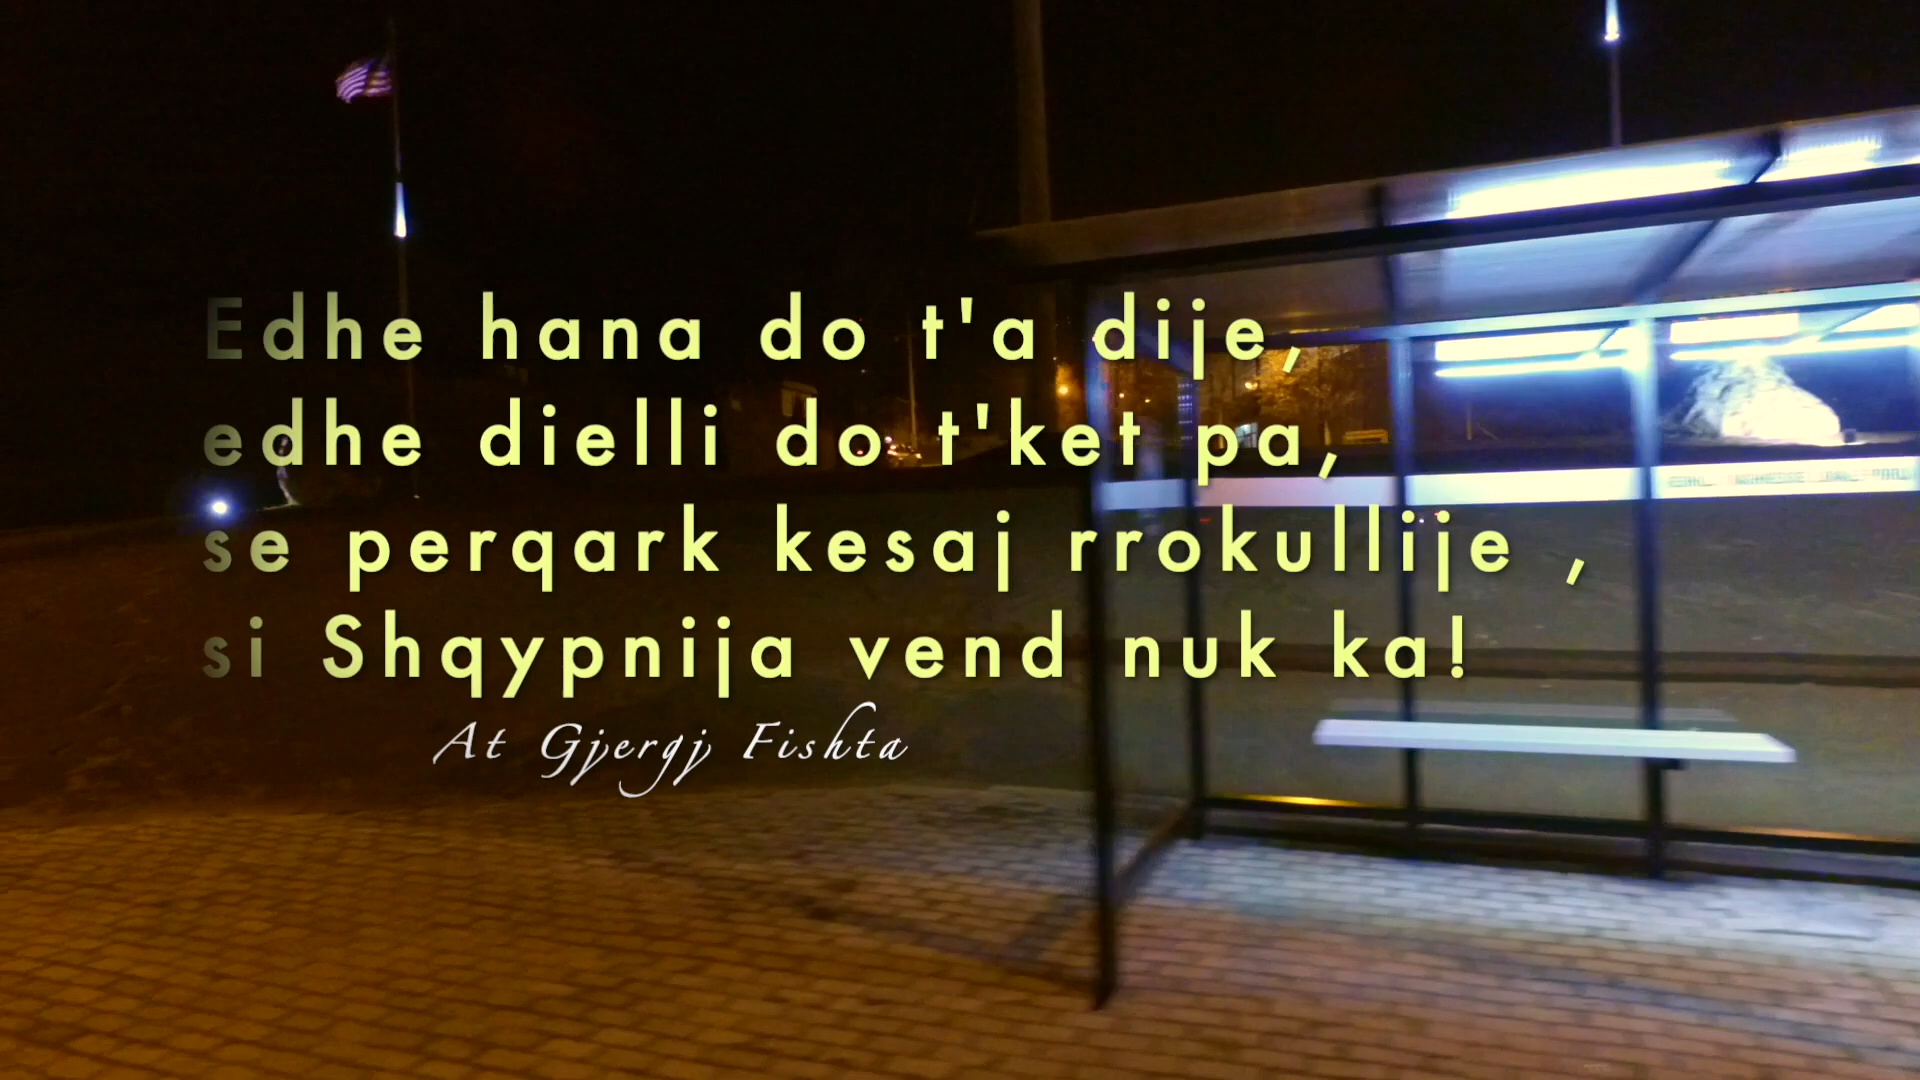 Edhe hana do t'a dije,
edhe dielli do t'ket pa,
se perqark kesaj rrokullije ,
si Shqypnija vend nuk ka!
At Gjergj Fishta